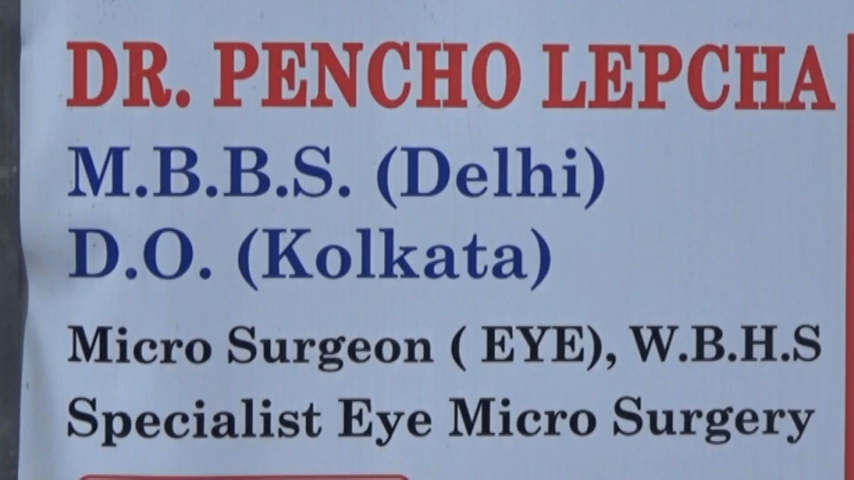 DR. PENCHO LEPCHA
M.B.B.S. (Delhi)
D.O. (Kolkata)
Micro Surgeon ( EYE), W.B.H.S
Specialist Eye Micro Surgery